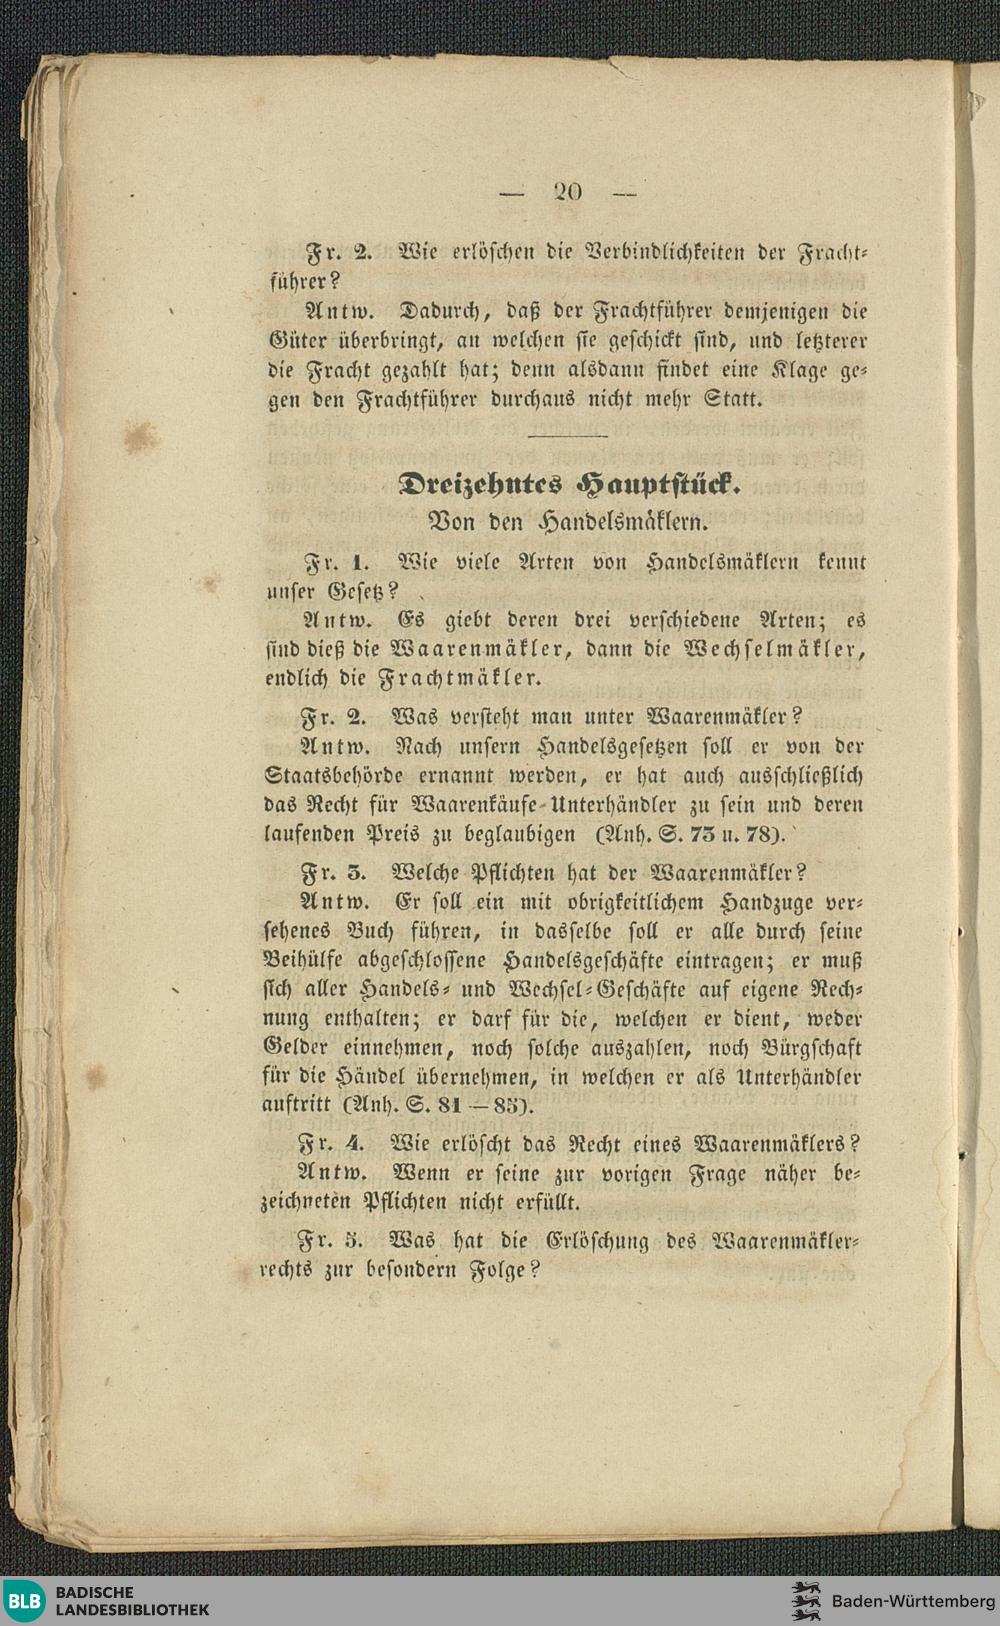 — 20 —
Fr. 2. Wie erlöschen die Verbindlichkeiten der Fracht-
führer?
Antw. Dadurch, daß der Frachtführer demjenigen die
Güter überbringt, an welchen sie geschickt sind, und letzterer
die Fracht gezahlt hat; denn alsdann findet eine Klage ge-
gen den Frachtführer durchaus nicht mehr Statt.
Dreizehntes Hauptstück.
Von den Handelsmäklern.
Fr. 1. Wie viele Arten von Handelsmäklern kennt
unser Gesetz?
Antw. Es giebt deren drei verschiedene Arten; es
sind dieß die Waarenmäkler, dann die Wechselmäkler,
endlich die Frachtmäkler.
Fr. 2. Was versteht man unter Waarenmäkler?
Antw. Nach unsern Handelsgesetzen soll er von der
Staatsbehörde ernannt werden, er hat auch ausschließlich
das Recht für Waarenkäufe-Unterhändler zu sein und deren
laufenden Preis zu beglaubigen (Anh. S. 73 u. 78).
Fr. 3. Welche Pflichten hat der Waarenmäkler?
Antw. Er soll ein mit obrigkeitlichem Handzuge ver-
sehenes Buch führen, in dasselbe soll er alle durch seine
Beihülfe abgeschlossene Handelsgeschäfte eintragen; er muß
sich aller Handels- und Wechsel-Geschäfte auf eigene Rech-
nung enthalten; er darf für die, welchen er dient, weder
Gelder einnehmen, noch solche auszahlen, noch Bürgschaft
für die Händel übernehmen, in welchen er als Unterhändler
auftritt (Anh. S. 81 — 85).
Fr. 4. Wie erlöscht das Recht eines Waarenmäklers?
Antw. Wenn er seine zur vorigen Frage näher be-
zeichneten Pflichten nicht erfüllt.
Fr. 5. Was hat die Erlöschung des Waarenmäkler-
rechts zur besondern Folge?
BLB BADISCHE
LANDESBIBLIOTHEK
Baden-Württemberg